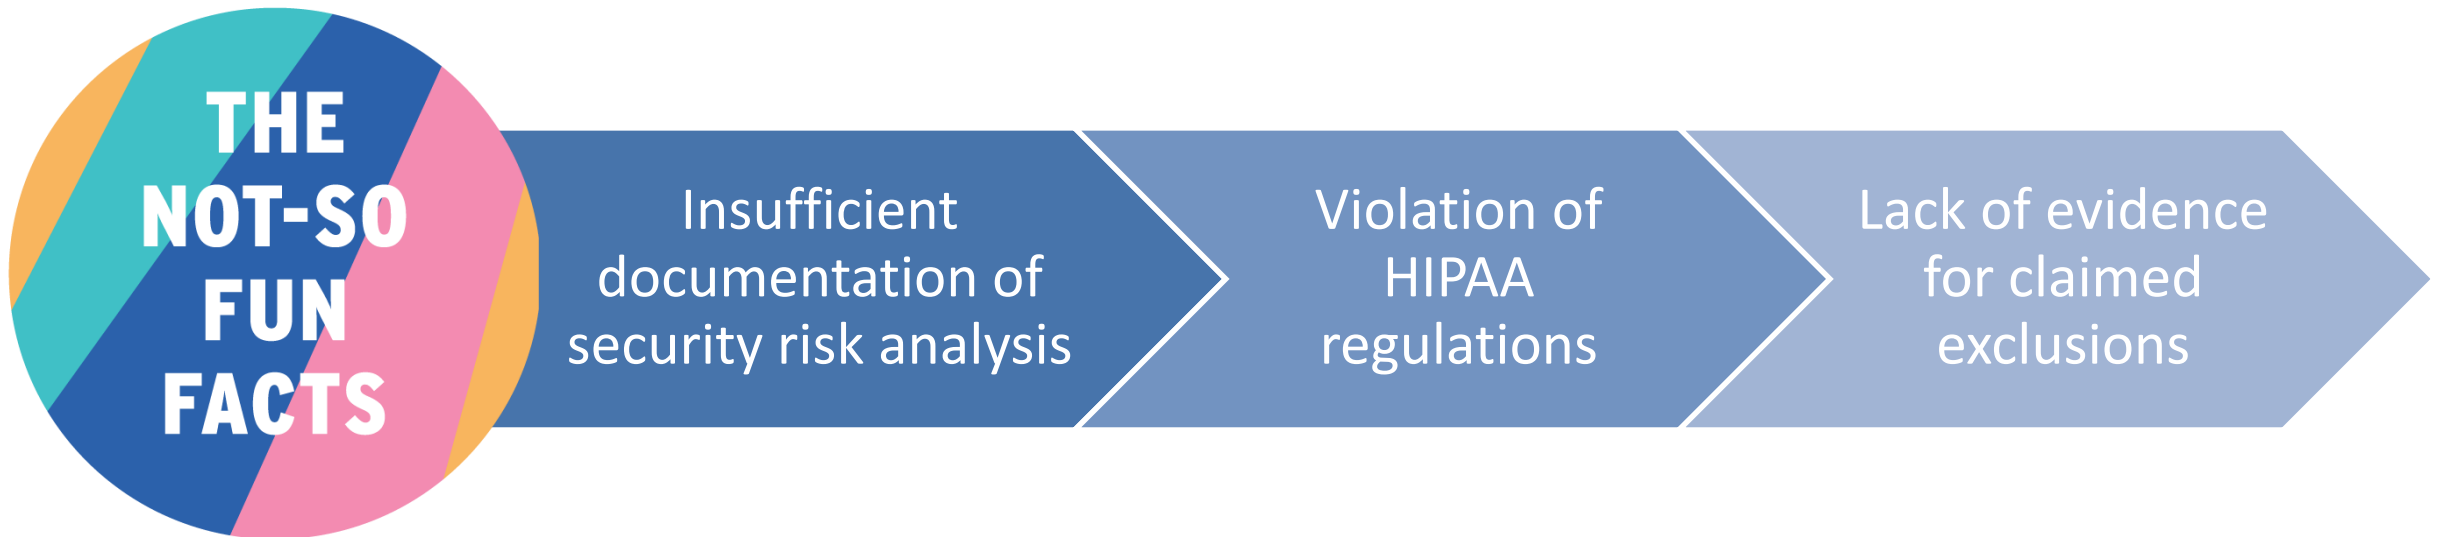 THE
NOT-SO
FUN
FACTS
Insufficient
documentation of
security risk analysis
Violation of
HIPAA
regulations
Lack of evidence
for claimed
exclusions